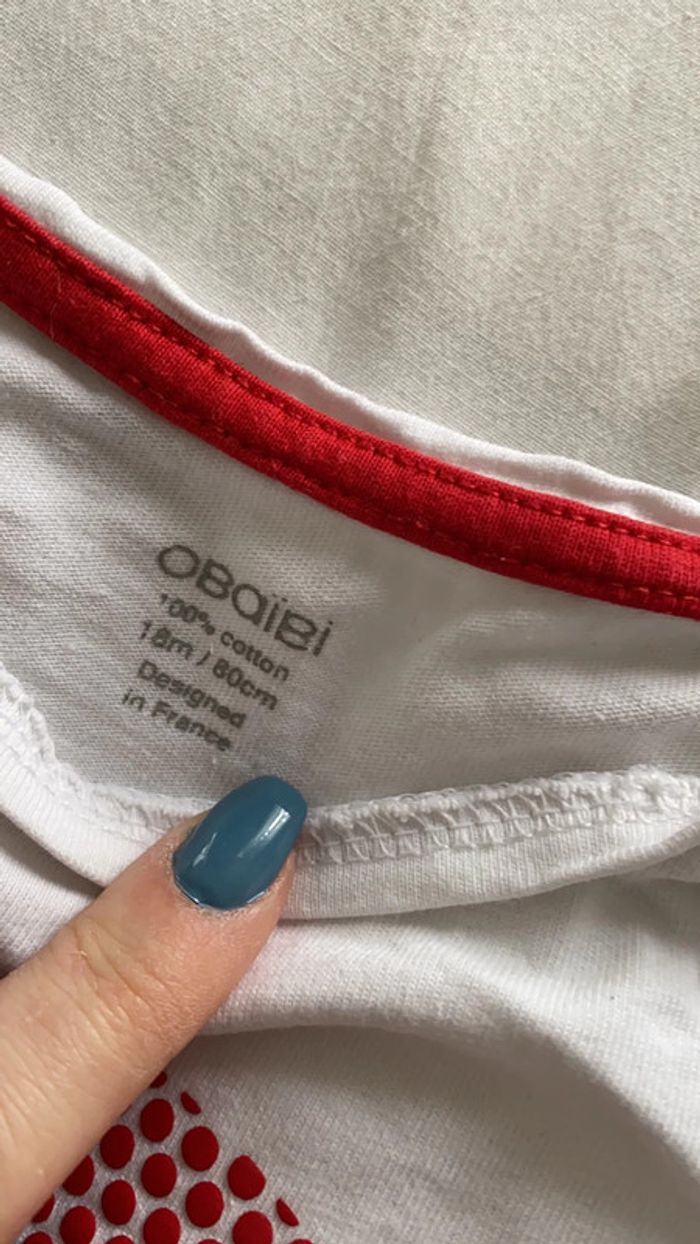 OBaïBi
100% cotton
18m / 80cm
Designed
in France